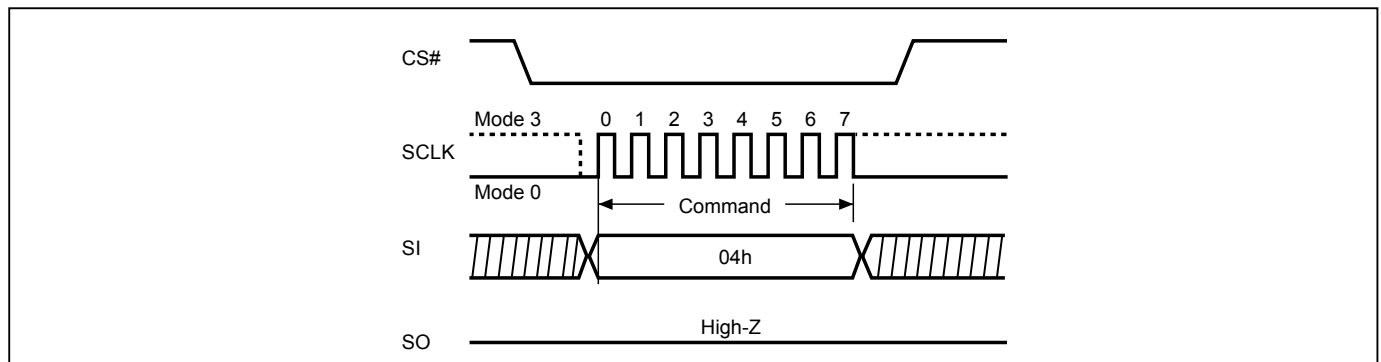 CS#
Mode 3 0 1 2 3 4 5 6 7
SCLK
Mode 0
Command
SI
04h
High-Z
SO